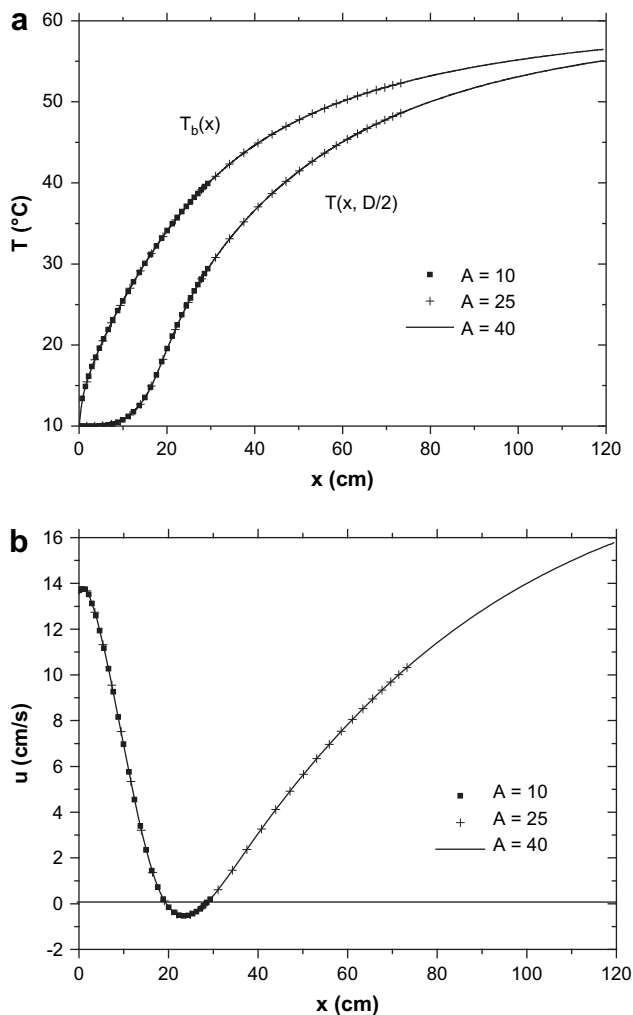 a
60
50
40
30
20
10
T (°C)
T_b(x)
T(x, D/2)
A = 10
A = 25
A = 40
0 20 40 60 80 100 120
x (cm)
b
16
14
12
10
8
6
4
2
0
-2
u (cm/s)
A = 10
A = 25
A = 40
0 20 40 60 80 100 120
x (cm)